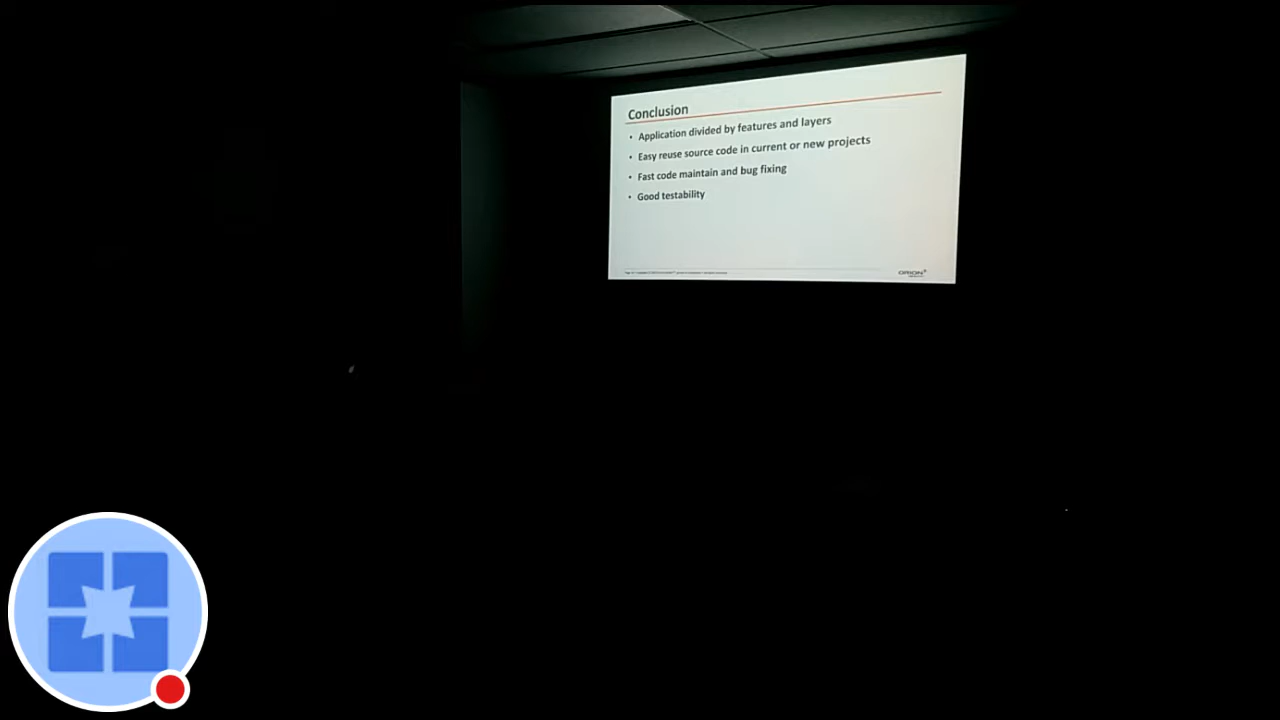 Conclusion
• Application divided by features and layers
• Easy reuse source code in current or new projects
• Fast code maintain and bug fixing
• Good testability
ORION